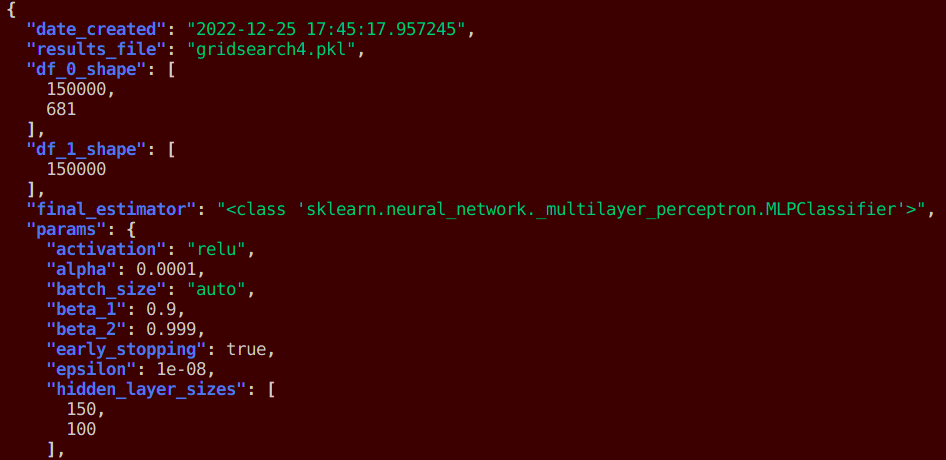 {
"date_created": "2022-12-25 17:45:17.957245",
"results_file": "gridsearch4.pkl",
"df_0_shape": [
150000,
681
],
"df_1_shape": [
150000
],
"final_estimator": "<class 'sklearn.neural_network._multilayer_perceptron.MLPClassifier'>",
"params": {
"activation": "relu",
"alpha": 0.0001,
"batch_size": "auto",
"beta_1": 0.9,
"beta_2": 0.999,
"early_stopping": true,
"epsilon": 1e-08,
"hidden_layer_sizes": [
150,
100
],